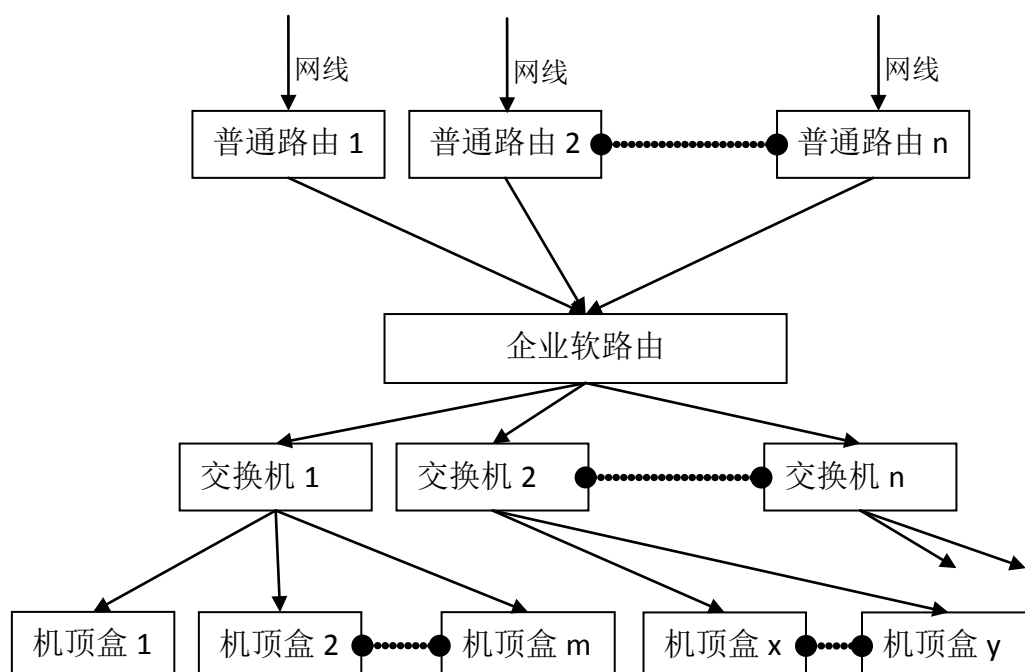 网线
网线
网线
普通路由 1
普通路由 2
普通路由 n
企业软路由
交换机 1
交换机 2
交换机 n
机顶盒 1
机顶盒 2
机顶盒 m
机顶盒 x
机顶盒 y